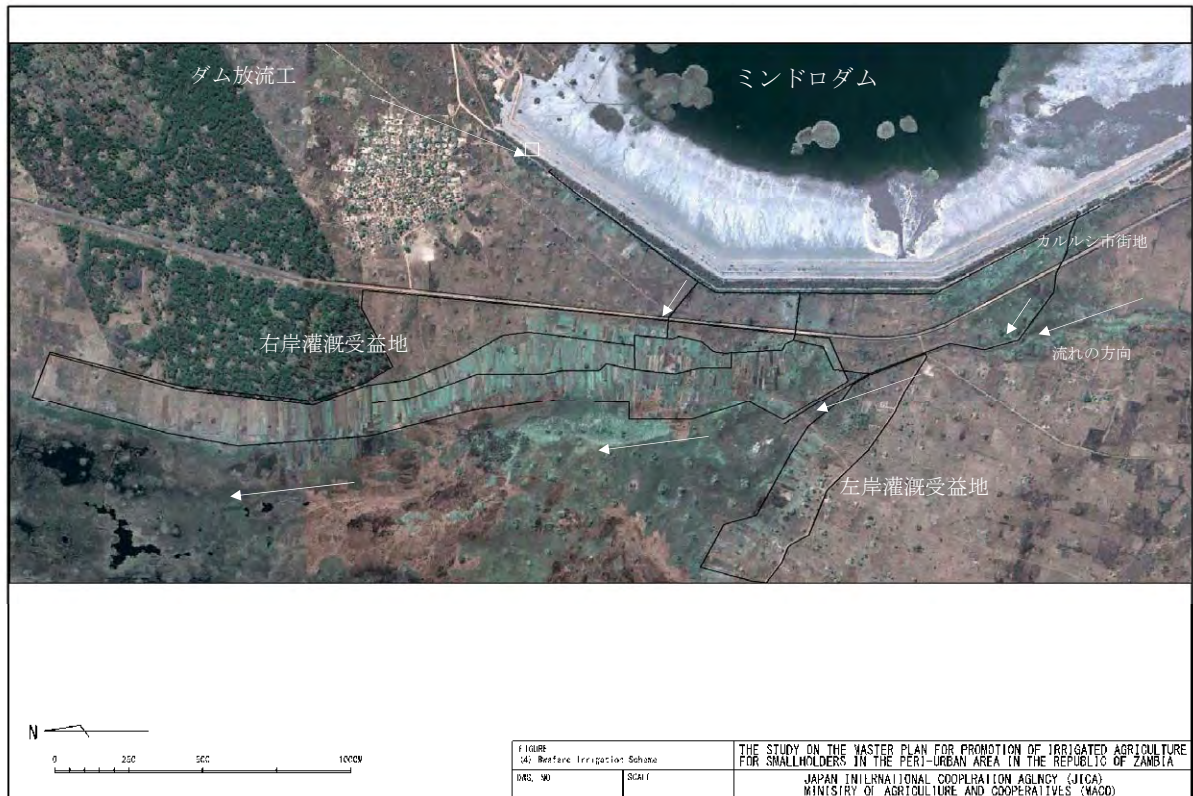 ダム放流工
ミンドロダム
カルルシ市街地
右岸灌漑受益地
流れの方向
左岸灌漑受益地
N
0 250 500 1000M
FIGURE
(4) Irrigation Scheme
DWG. NO
SCALE
THE STUDY ON THE MASTER PLAN FOR PROMOTION OF IRRIGATED AGRICULTURE
FOR SMALLHOLDERS IN THE PERI-URBAN AREA IN THE REPUBLIC OF ZAMBIA
JAPAN INTERNATIONAL COOPERATION AGENCY (JICA)
MINISTRY OF AGRICULTURE AND COOPERATIVES (MACO)